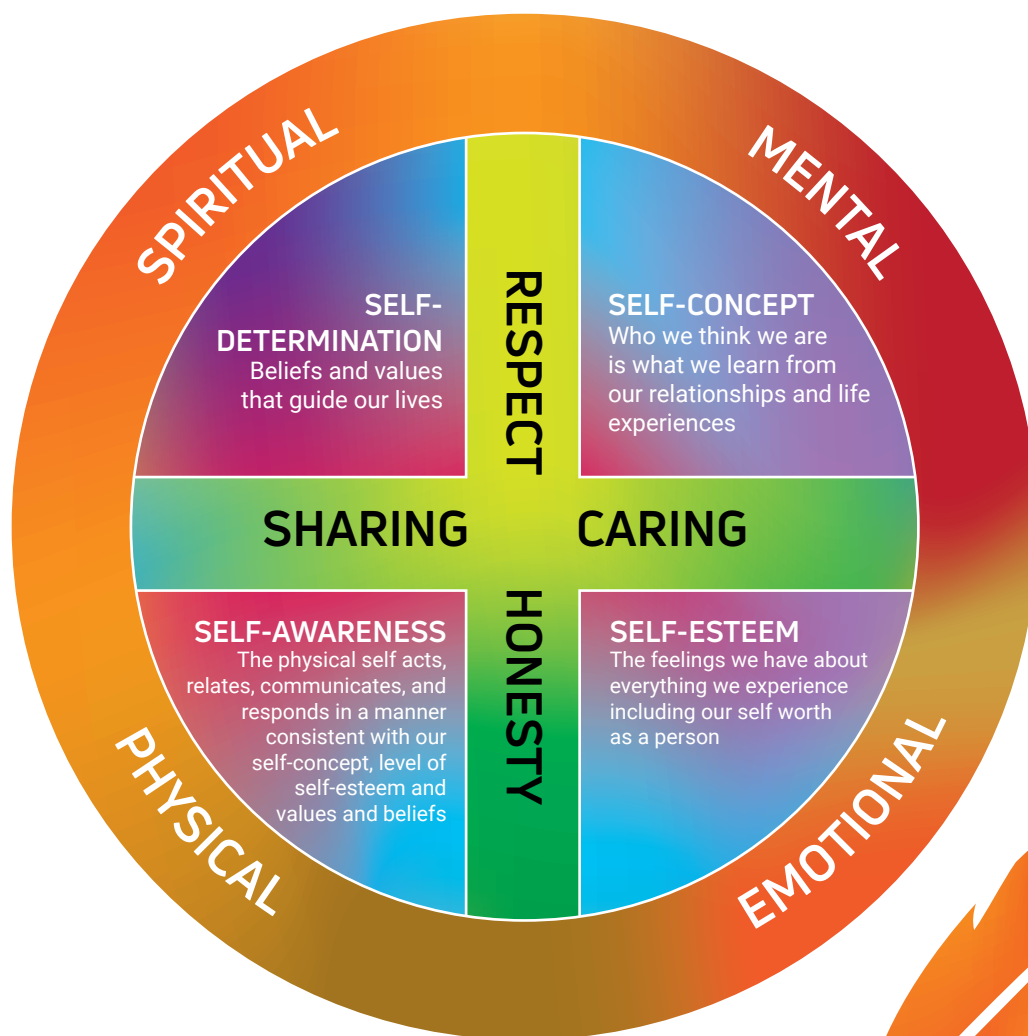 SPIRITUAL
MENTAL
SELF-
DETERMINATION
Beliefs and values
that guide our lives
RESPECT
SELF-CONCEPT
Who we think we are
is what we learn from
our relationships and life
experiences
SHARING
CARING
SELF-AWARENESS
The physical self acts,
relates, communicates, and
responds in a manner
consistent with our
self-concept, level of
self-esteem and
values and beliefs
HONESTY
SELF-ESTEEM
The feelings we have about
everything we experience
including our self worth
as a person
PHYSICAL
EMOTIONAL